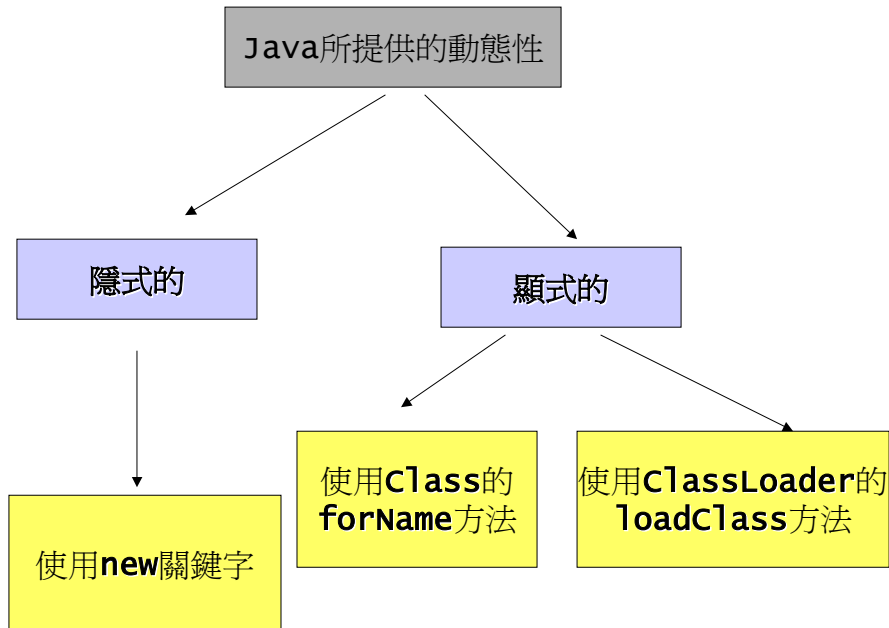 Java所提供的動態性
隱式的
顯式的
使用Class的
forName方法
使用ClassLoader的
loadClass方法
使用new關鍵字